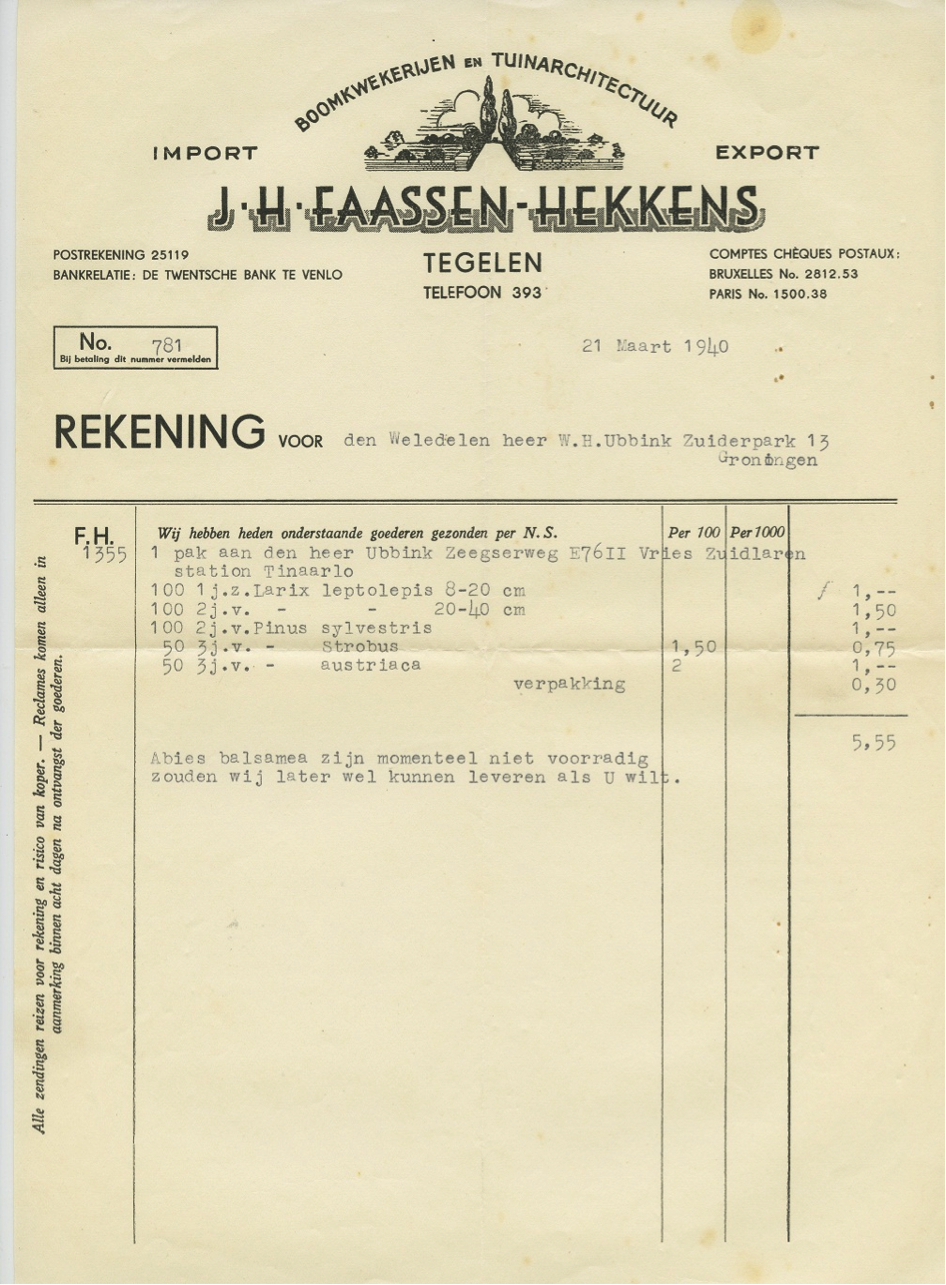 BOOMKWEKERIJEN EN TUINARCHITECTUUR
IMPORT EXPORT
J·H·FAASSEN-HEKKENS
POSTREKENING 25119
BANKRELATIE: DE TWENTSCHE BANK TE VENLO
TEGELEN
TELEFOON 393
COMPTES CHÈQUES POSTAUX:
BRUXELLES No. 2812.53
PARIS No. 1500.38
No. 781
Bij betaling dit nummer vermelden
21 Maart 1940
REKENING VOOR den Weledelen heer W.H.Ubbink Zuiderpark 13
Groningen
F.H. Wij hebben heden onderstaande goederen gezonden per N.S. Per 100 Per 1000
1355 1 pak aan den heer Ubbink Zeegserweg E76II Vries Zuidlaren
station Tinaarlo
100 1j.z.Larix leptolepis 8-20 cm f 1,--
100 2j.v. - - 20-40 cm 1,50
100 2j.v.Pinus sylvestris 1,--
50 3j.v. - Strobus 1,50 0,75
50 3j.v. - austriaca 2 1,--
verpakking 0,30
5,55
Abies balsamea zijn momenteel niet voorradig
zouden wij later wel kunnen leveren als U wilt.
Alle zendingen reizen voor rekening en risico van koper. — Reclames komen alleen in
aanmerking binnen acht dagen na ontvangst der goederen.